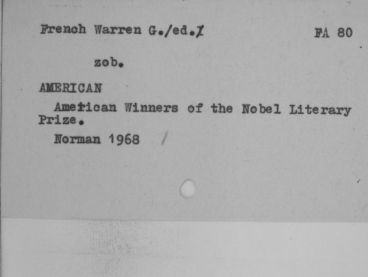 French Warren G./ed./
FA 80
zob.
AMERICAN
American Winners of the Nobel Literary
Prize.
Norman 1968 /